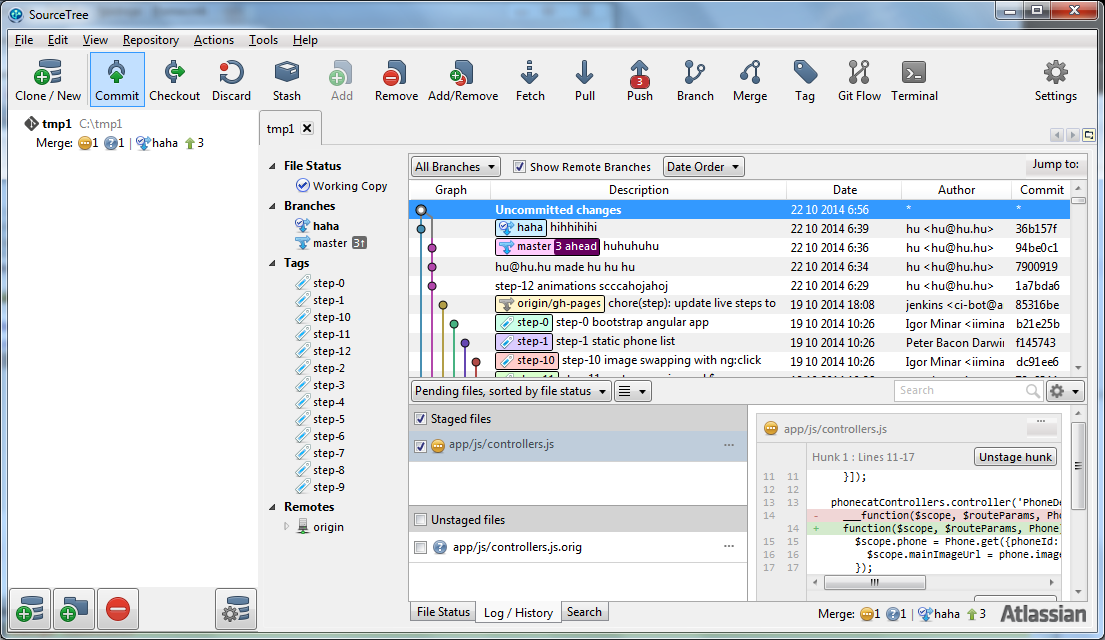 SourceTree
File Edit View Repository Actions Tools Help
Clone / New Commit Checkout Discard Stash Add Remove Add/Remove Fetch Pull 3 Push Branch Merge Tag Git Flow Terminal Settings
tmp1 C:\tmp1
Merge: 1 ? 1 | haha 3
tmp1
File Status
Working Copy
Branches
haha
master 3↑
Tags
step-0
step-1
step-10
step-11
step-12
step-2
step-3
step-4
step-5
step-6
step-7
step-8
step-9
Remotes
origin
All Branches Show Remote Branches Date Order Jump to:
Graph Description Date Author Commit
Uncommitted changes 22 10 2014 6:56 * *
haha hihhihihi 22 10 2014 6:39 hu <hu@hu.hu> 36b157f
master 3 ahead huhuhuhu 22 10 2014 6:36 hu <hu@hu.hu> 94be0c1
hu@hu.hu made hu hu hu 22 10 2014 6:34 hu <hu@hu.hu> 7900919
step-12 animations scccahojahoj 22 10 2014 6:29 hu <hu@hu.hu> 1a7bda6
origin/gh-pages chore(step): update live steps to 19 10 2014 18:08 jenkins <ci-bot@a 85316be
step-0 step-0 bootstrap angular app 19 10 2014 10:26 Igor Minar <iimina b21e25b
step-1 step-1 static phone list 19 10 2014 10:26 Peter Bacon Darwin f145743
step-10 step-10 image swapping with ng:click 19 10 2014 10:26 Igor Minar <iimina dc91ee6
Pending files, sorted by file status Search
Staged files
app/js/controllers.js ...
Unstaged files
? app/js/controllers.js.orig ...
app/js/controllers.js ...
Hunk 1 : Lines 11-17 Unstage hunk
11 11 }]);
12 12
13 13 phonecatControllers.controller('PhoneDe
14 - ___function($scope, $routeParams, Pho
14 + function($scope, $routeParams, Phone)
15 15 $scope.phone = Phone.get({phoneId:
16 16 $scope.mainImageUrl = phone.image
17 17 });
File Status Log / History Search
Merge: 1 ? 1 | haha 3 Atlassian